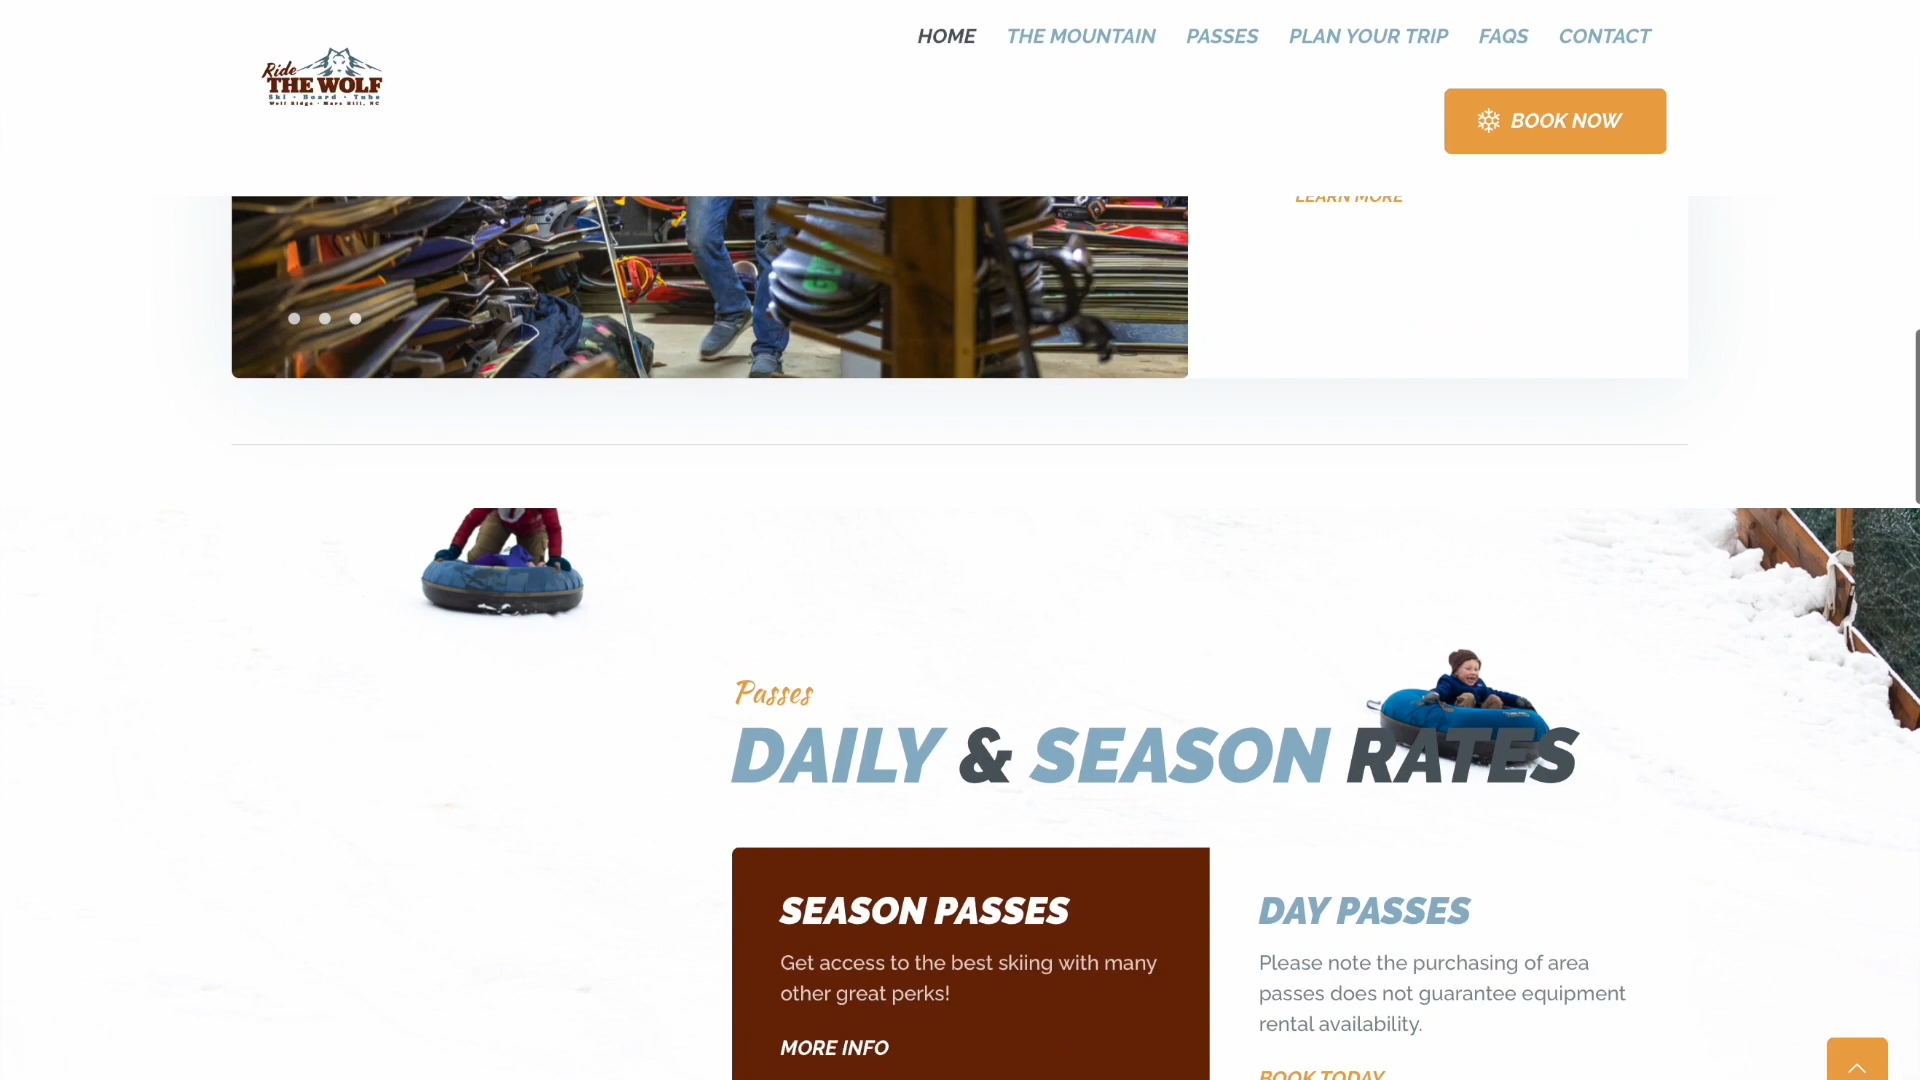 HOME THE MOUNTAIN PASSES PLAN YOUR TRIP FAQS CONTACT
Ride
THE WOLF
Ski • Board • Tube
Wolf Ridge • Mars Hill, NC
BOOK NOW
LEARN MORE
Passes
DAILY & SEASON RATES
SEASON PASSES
Get access to the best skiing with many
other great perks!
MORE INFO
DAY PASSES
Please note the purchasing of area
passes does not guarantee equipment
rental availability.
BOOK TODAY